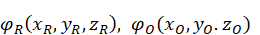 φ_R(x_R, y_R, z_R), φ_O(x_O, y_O. z_O)